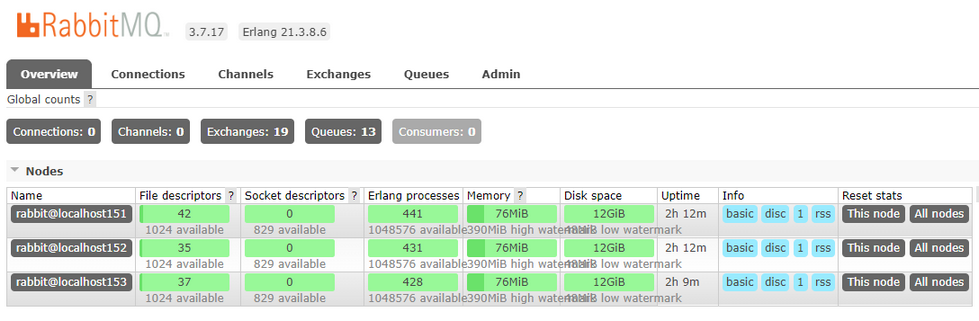 RabbitMQ 3.7.17 Erlang 21.3.8.6
Overview Connections Channels Exchanges Queues Admin
Global counts ?
Connections: 0 Channels: 0 Exchanges: 19 Queues: 13 Consumers: 0
Nodes
Name File descriptors ? Socket descriptors ? Erlang processes Memory ? Disk space Uptime Info Reset stats
rabbit@localhost151 42 0 441 76MiB 12GiB 2h 12m basic disc 1 rss This node All nodes
1024 available 829 available 1048576 available 390MiB high watermark low watermark
rabbit@localhost152 35 0 431 76MiB 12GiB 2h 12m basic disc 1 rss This node All nodes
1024 available 829 available 1048576 available 390MiB high watermark low watermark
rabbit@localhost153 37 0 428 76MiB 12GiB 2h 9m basic disc 1 rss This node All nodes
1024 available 829 available 1048576 available 390MiB high watermark low watermark